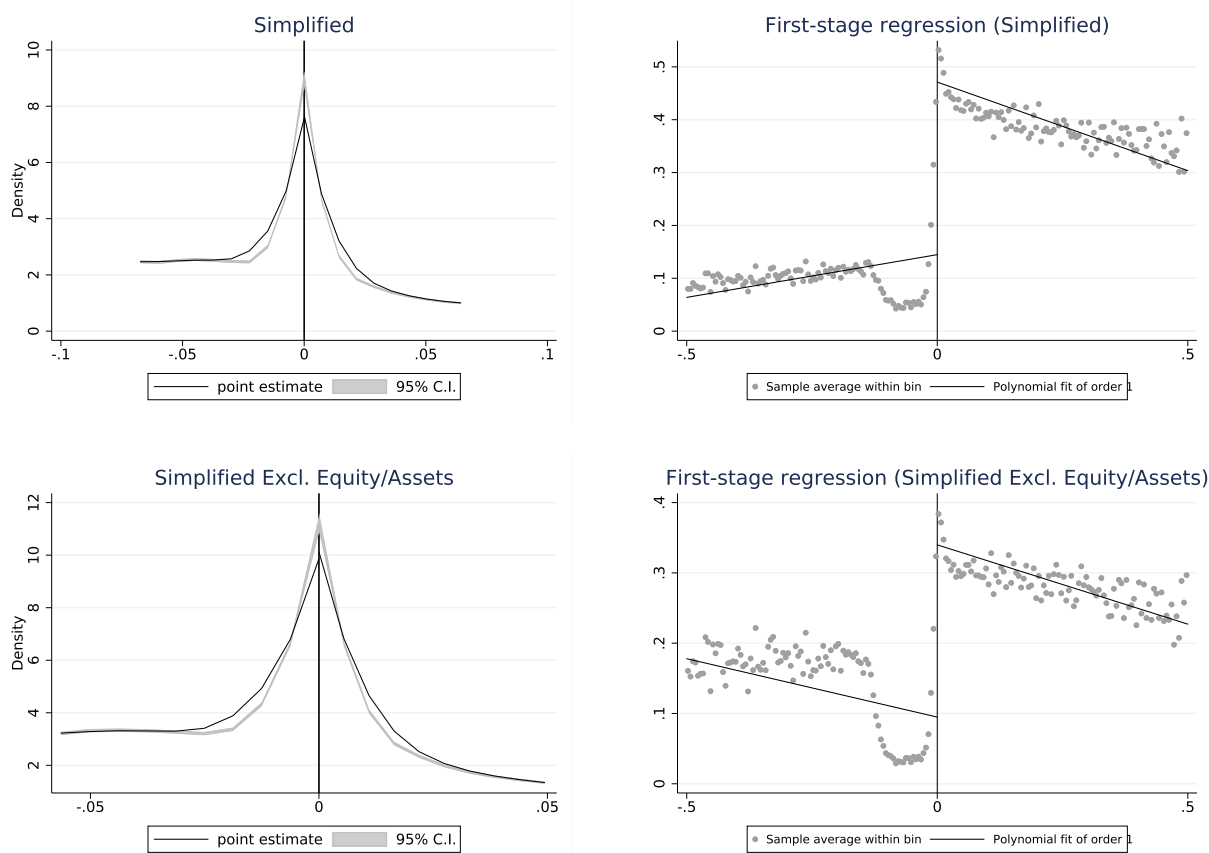 Simplified
Density
10
8
6
4
2
0
-.1
-.05
0
.05
.1
point estimate
95% C.I.
First-stage regression (Simplified)
.5
.4
.3
.2
.1
0
-.5
0
.5
Sample average within bin
Polynomial fit of order 1
Simplified Excl. Equity/Assets
Density
12
10
8
6
4
2
-.05
0
.05
point estimate
95% C.I.
First-stage regression (Simplified Excl. Equity/Assets)
.4
.3
.2
.1
0
-.5
0
.5
Sample average within bin
Polynomial fit of order 1